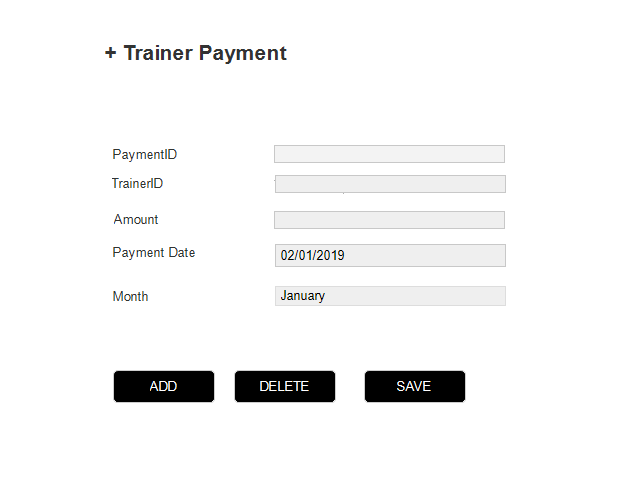 + Trainer Payment
PaymentID
TrainerID
Amount
Payment Date 02/01/2019
Month January
ADD DELETE SAVE